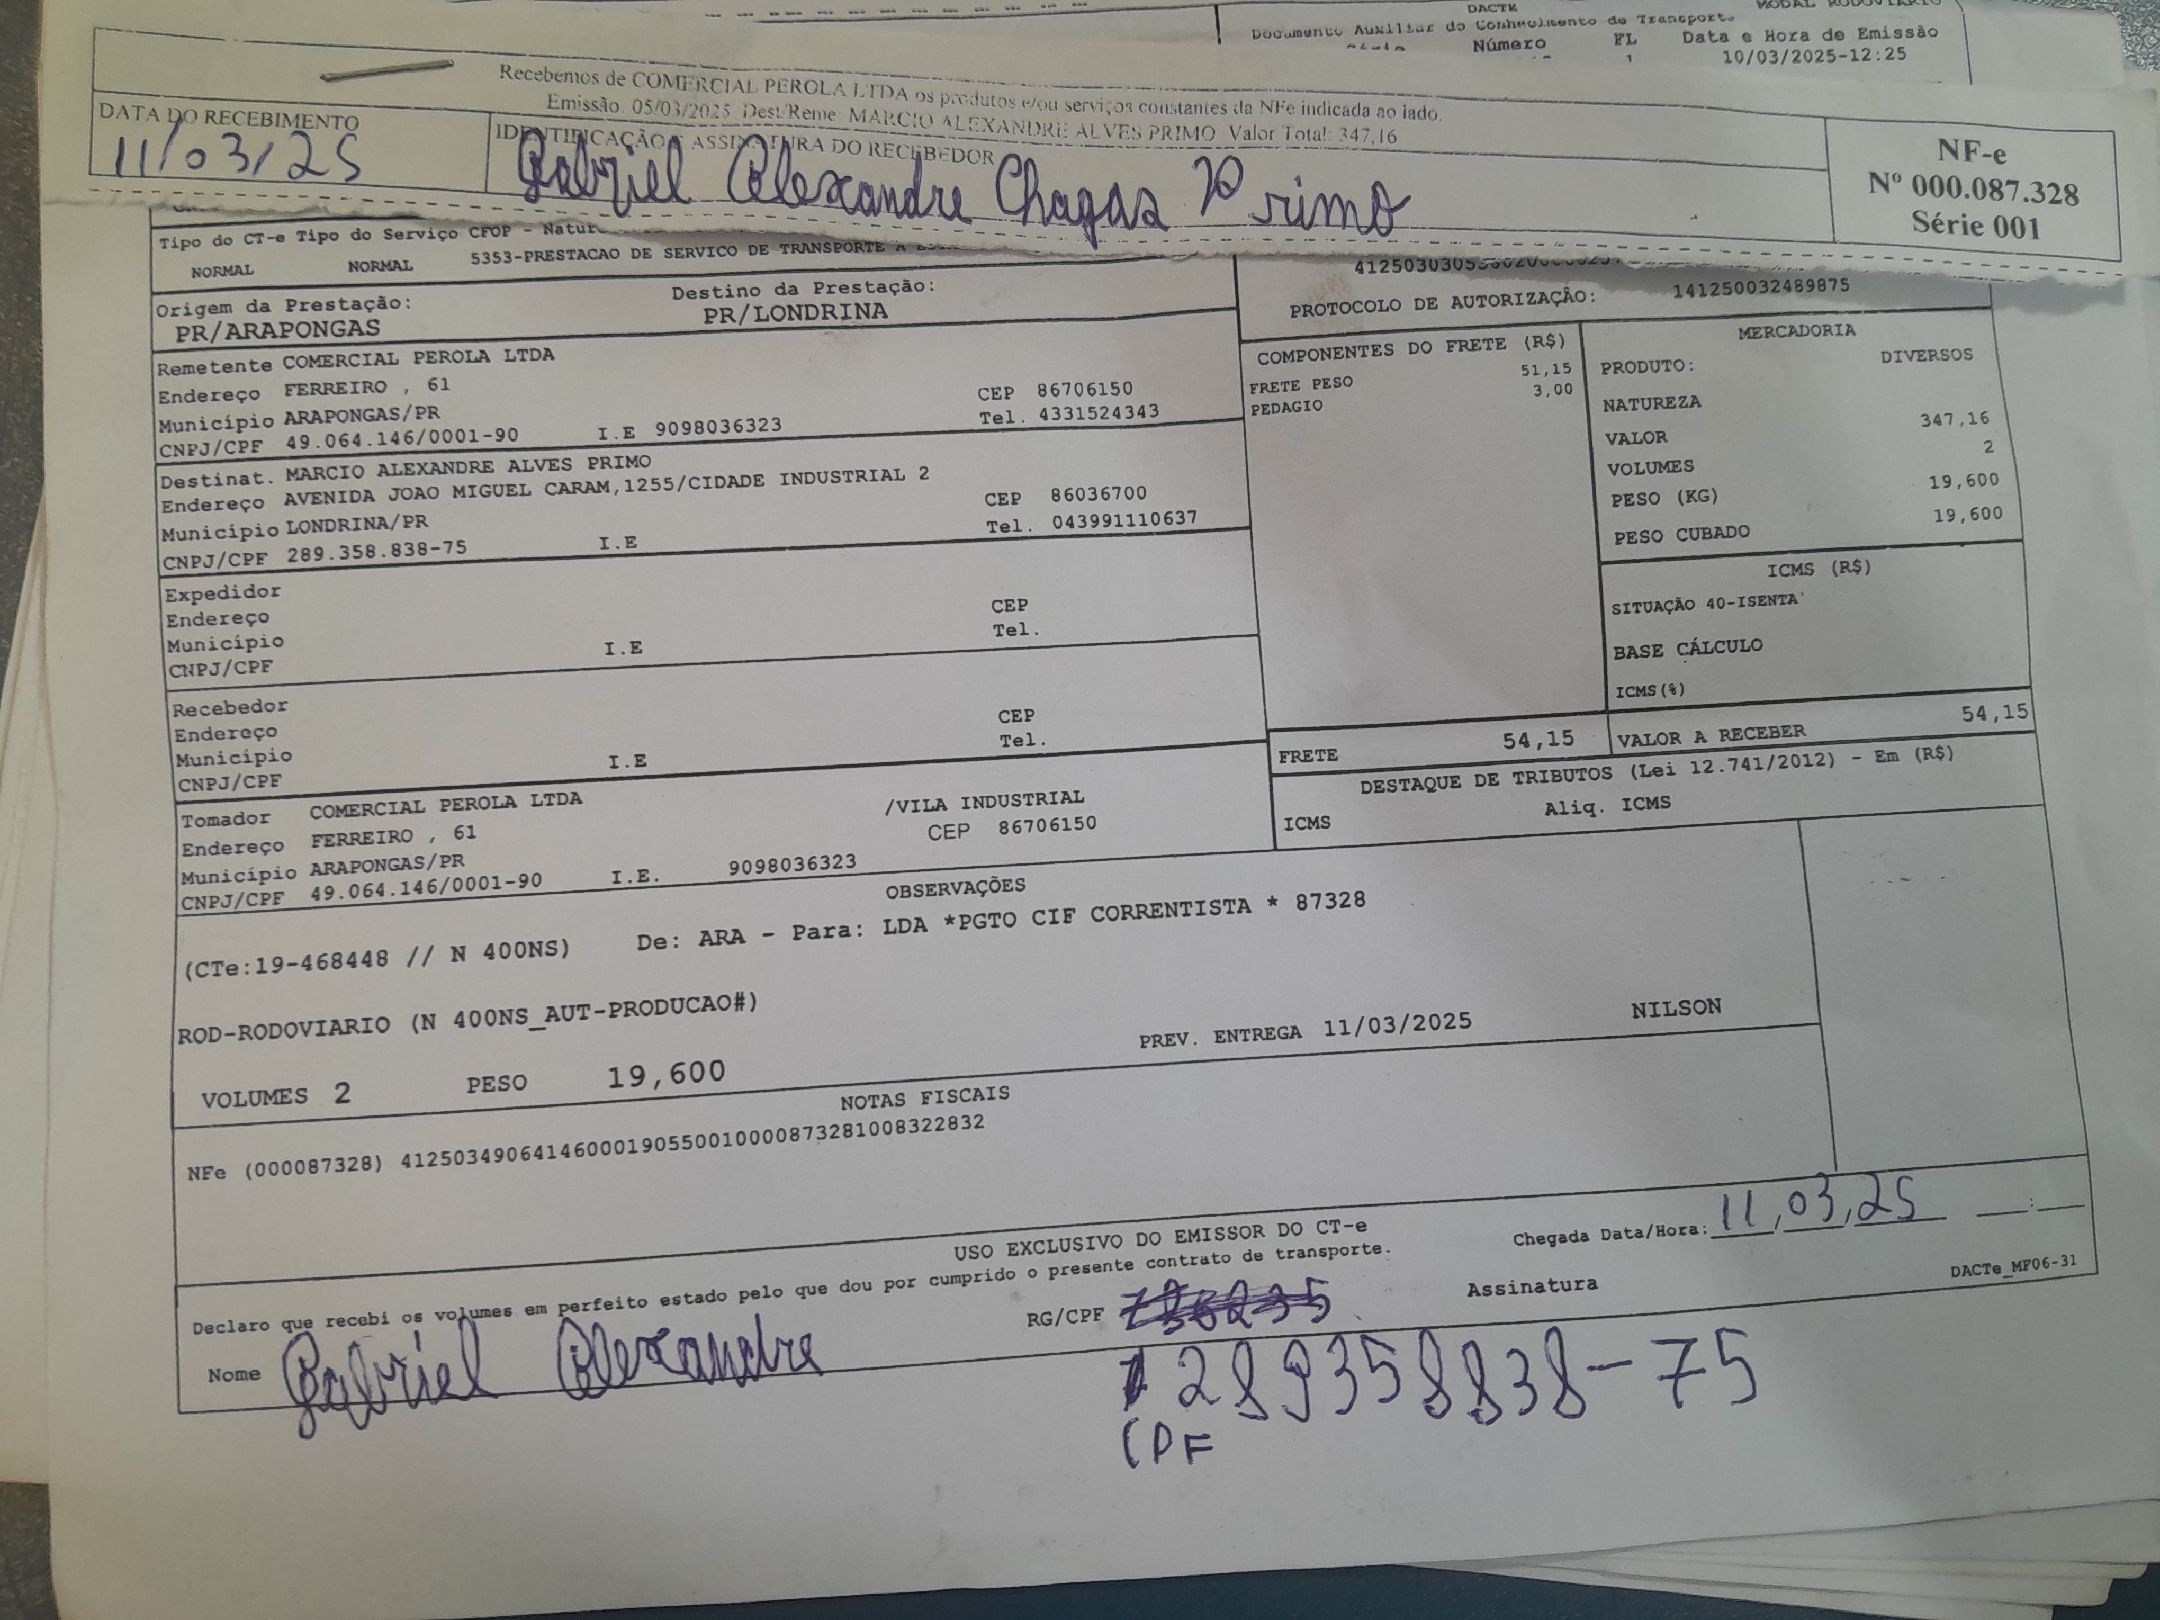 DACTE
MODAL RODOVIÁRIO
Documento Auxiliar do Conhecimento de Transporte
Número FL Data e Hora de Emissão
1 10/03/2025-12:25
Recebemos de COMERCIAL PEROLA LTDA os produtos e/ou serviços constantes da NFe indicada ao lado.
Emissão. 05/03/2025 Dest/Reme: MARCIO ALEXANDRE ALVES PRIMO Valor Total: 347,16
DATA DO RECEBIMENTO
11/03/25
IDENTIFICAÇÃO E ASSINATURA DO RECEBEDOR
Gabriel Alexandre Chagas Primo
NF-e
Nº 000.087.328
Série 001
Tipo do CT-e Tipo do Serviço CFOP - Natur
NORMAL NORMAL 5353-PRESTACAO DE SERVICO DE TRANSPORTE A
Origem da Prestação: Destino da Prestação:
PR/ARAPONGAS PR/LONDRINA
PROTOCOLO DE AUTORIZAÇÃO: 141250032489875
Remetente COMERCIAL PEROLA LTDA
Endereço FERREIRO , 61 CEP 86706150
Município ARAPONGAS/PR Tel. 4331524343
CNPJ/CPF 49.064.146/0001-90 I.E 9098036323
Destinat. MARCIO ALEXANDRE ALVES PRIMO
Endereço AVENIDA JOAO MIGUEL CARAM,1255/CIDADE INDUSTRIAL 2
CEP 86036700
Município LONDRINA/PR Tel. 043991110637
CNPJ/CPF 289.358.838-75 I.E
Expedidor
Endereço CEP
Município Tel.
CNPJ/CPF I.E
Recebedor
Endereço CEP
Município Tel.
CNPJ/CPF I.E
Tomador COMERCIAL PEROLA LTDA /VILA INDUSTRIAL
Endereço FERREIRO , 61 CEP 86706150
Município ARAPONGAS/PR
CNPJ/CPF 49.064.146/0001-90 I.E. 9098036323
COMPONENTES DO FRETE (R$)
FRETE PESO 51,15
PEDAGIO 3,00
MERCADORIA
PRODUTO: DIVERSOS
NATUREZA
VALOR 347,16
VOLUMES 2
PESO (KG) 19,600
PESO CUBADO 19,600
ICMS (R$)
SITUAÇÃO 40-ISENTA
BASE CÁLCULO
ICMS(%)
FRETE 54,15 VALOR A RECEBER 54,15
DESTAQUE DE TRIBUTOS (Lei 12.741/2012) - Em (R$)
ICMS Aliq. ICMS
OBSERVAÇÕES
(CTe:19-468448 // N 400NS) De: ARA - Para: LDA *PGTO CIF CORRENTISTA * 87328
ROD-RODOVIARIO (N 400NS_AUT-PRODUCAO#)
PREV. ENTREGA 11/03/2025 NILSON
VOLUMES 2 PESO 19,600
NOTAS FISCAIS
NFe (000087328) 41250349064146000190550010000873281008322832
USO EXCLUSIVO DO EMISSOR DO CT-e
Chegada Data/Hora: 11,03,25 __:__
Declaro que recebi os volumes em perfeito estado pelo que dou por cumprido o presente contrato de transporte.
DACTe_MF06-31
Nome Gabriel Alexandre RG/CPF Assinatura
289358838-75
CPF